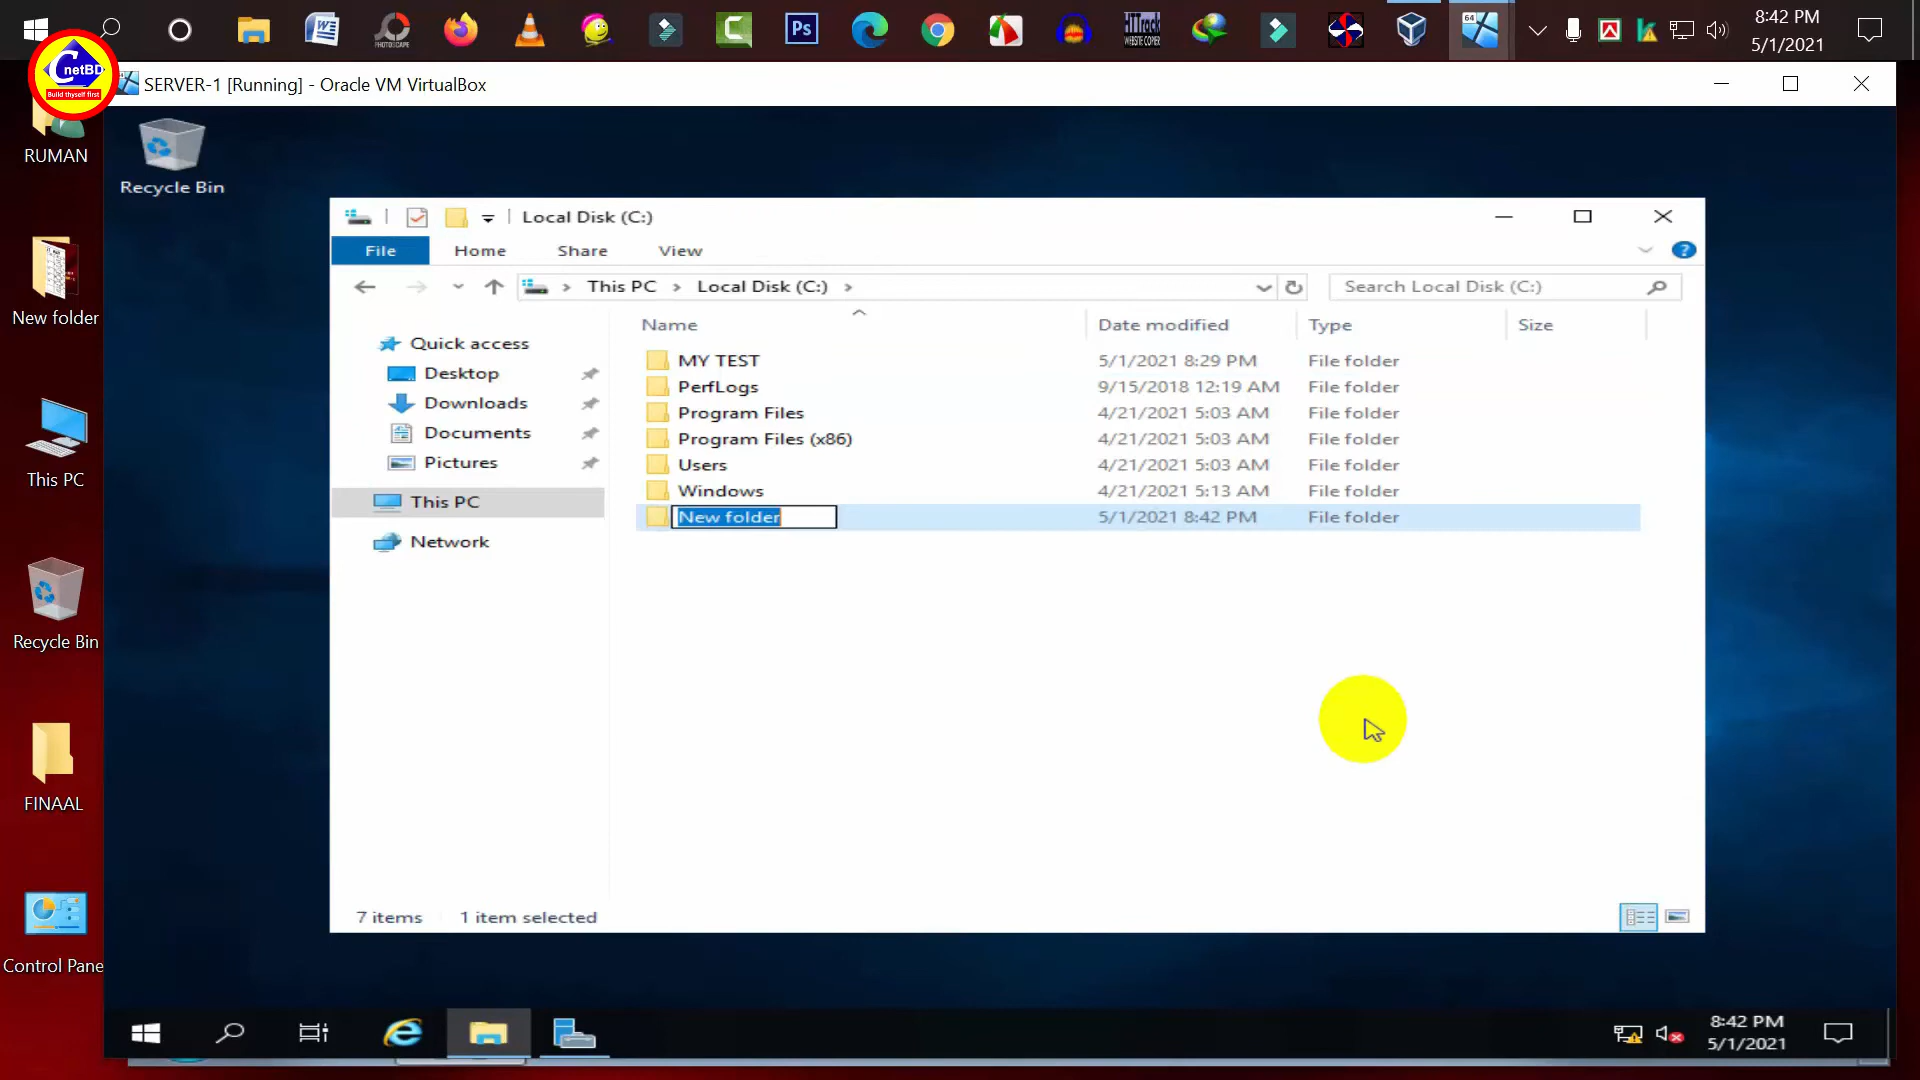 8:42 PM
5/1/2021
Ps
HTTrack
WEBSITE COPIER
64
CnetBD
Build thyself first
SERVER-1 [Running] - Oracle VM VirtualBox
RUMAN
New folder
This PC
Recycle Bin
FINAAL
Control Pane
Recycle Bin
Local Disk (C:)
File
Home
Share
View
?
This PC
Local Disk (C:)
Search Local Disk (C:)
Quick access
Desktop
Downloads
Documents
Pictures
This PC
Network
Name Date modified Type Size
MY TEST 5/1/2021 8:29 PM File folder
PerfLogs 9/15/2018 12:19 AM File folder
Program Files 4/21/2021 5:03 AM File folder
Program Files (x86) 4/21/2021 5:03 AM File folder
Users 4/21/2021 5:03 AM File folder
Windows 4/21/2021 5:13 AM File folder
New folder 5/1/2021 8:42 PM File folder
7 items 1 item selected
8:42 PM
5/1/2021